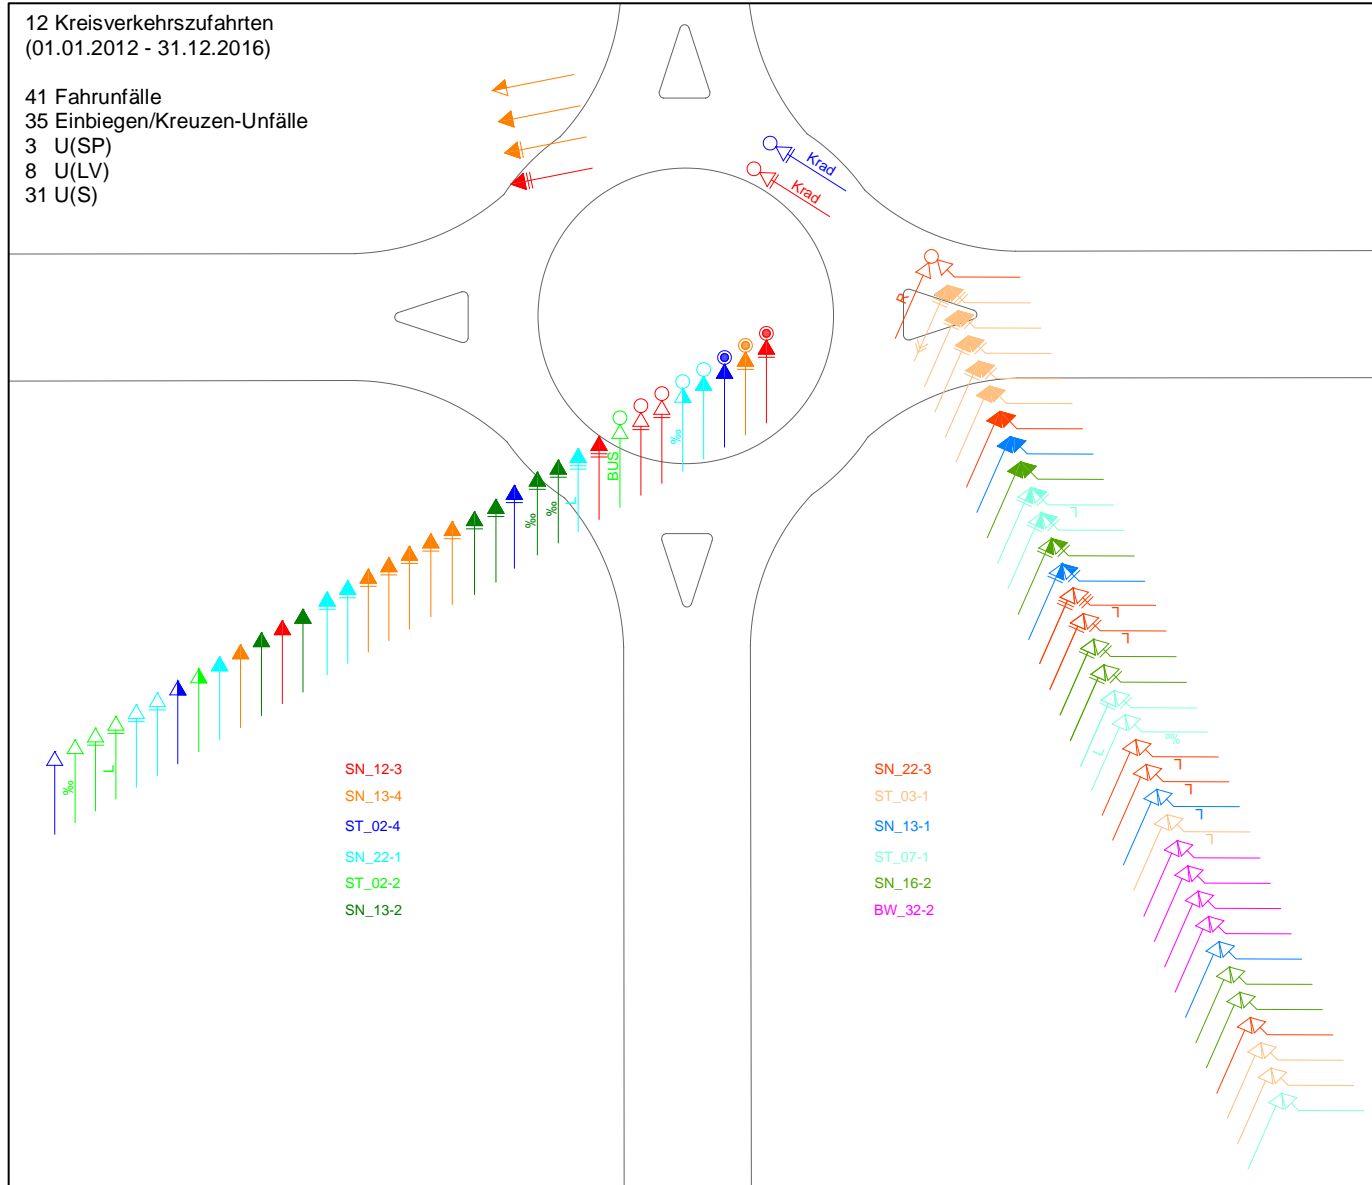 12 Kreisverkehrszufahrten
(01.01.2012 - 31.12.2016)
41 Fahrunfälle
35 Einbiegen/Kreuzen-Unfälle
3 U(SP)
8 U(LV)
31 U(S)
Krad
Krad
R
BUS
‰
‰
‰
L
‰
L
L
L
L
L
‰
L
L
L
L
L
SN_12-3
SN_13-4
ST_02-4
SN_22-1
ST_02-2
SN_13-2
SN_22-3
ST_03-1
SN_13-1
ST_07-1
SN_16-2
BW_32-2